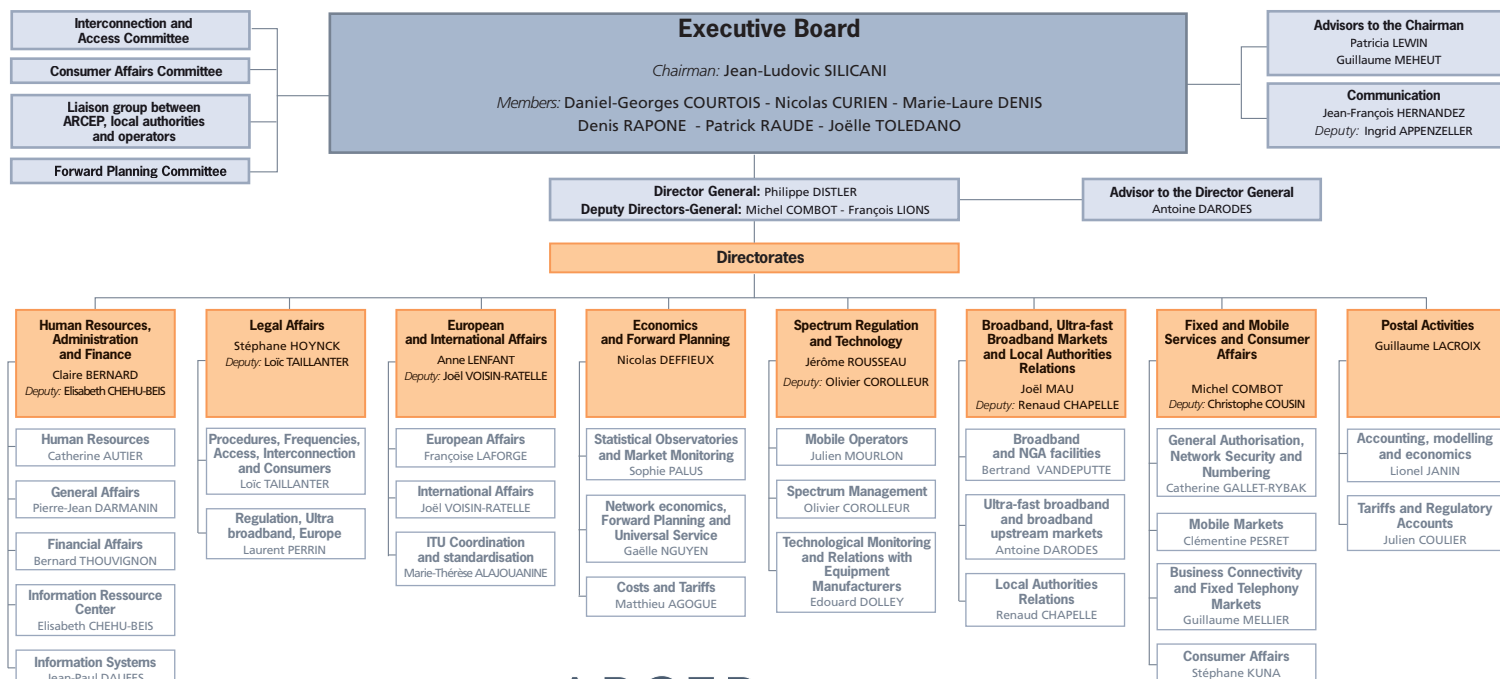 Interconnection and
Access Committee
Consumer Affairs Committee
Liaison group between
ARCEP, local authorities
and operators
Forward Planning Committee
Executive Board
Chairman: Jean-Ludovic SILICANI
Members: Daniel-Georges COURTOIS - Nicolas CURIEN - Marie-Laure DENIS
Denis RAPONE - Patrick RAUDE - Joëlle TOLEDANO
Advisors to the Chairman
Patricia LEWIN
Guillaume MEHEUT
Communication
Jean-François HERNANDEZ
Deputy: Ingrid APPENZELLER
Director General: Philippe DISTLER
Deputy Directors-General: Michel COMBOT - François LIONS
Advisor to the Director General
Antoine DARODES
Directorates
Human Resources,
Administration
and Finance
Claire BERNARD
Deputy: Elisabeth CHEHU-BEIS
Human Resources
Catherine AUTIER
General Affairs
Pierre-Jean DARMANIN
Financial Affairs
Bernard THOUVIGNON
Information Resource
Center
Elisabeth CHEHU-BEIS
Information Systems
Jean-Paul DAUFES
Legal Affairs
Stéphane HOYNCK
Deputy: Loïc TAILLANTER
Procedures, Frequencies,
Access, Interconnection
and Consumers
Loïc TAILLANTER
Regulation, Ultra
broadband, Europe
Laurent PERRIN
European
and International Affairs
Anne LENFANT
Deputy: Joël VOISIN-RATELLE
European Affairs
Françoise LAFORGE
International Affairs
Joël VOISIN-RATELLE
ITU Coordination
and standardisation
Marie-Thérèse ALAJOUANINE
Economics
and Forward Planning
Nicolas DEFFIEUX
Statistical Observatories
and Market Monitoring
Sophie PALUS
Network economics,
Forward Planning and
Universal Service
Gaëlle NGUYEN
Costs and Tariffs
Matthieu AGOGUE
Spectrum Regulation
and Technology
Jérôme ROUSSEAU
Deputy: Olivier COROLLEUR
Mobile Operators
Julien MOURLON
Spectrum Management
Olivier COROLLEUR
Technological Monitoring
and Relations with
Equipment
Manufacturers
Edouard DOLLEY
Broadband, Ultra-fast
Broadband Markets
and Local Authorities
Relations
Joël MAU
Deputy: Renaud CHAPELLE
Broadband
and NGA facilities
Bertrand VANDEPUTTE
Ultra-fast broadband
and broadband
upstream markets
Antoine DARODES
Local Authorities
Relations
Renaud CHAPELLE
Fixed and Mobile
Services and Consumer
Affairs
Michel COMBOT
Deputy: Christophe COUSIN
General Authorisation,
Network Security and
Numbering
Catherine GALLET-RYBAK
Mobile Markets
Clémentine PESRET
Business Connectivity
and Fixed Telephony
Markets
Guillaume MELLIER
Consumer Affairs
Stéphane KUNA
Postal Activities
Guillaume LACROIX
Accounting, modelling
and economics
Lionel JANIN
Tariffs and Regulatory
Accounts
Julien COULIER